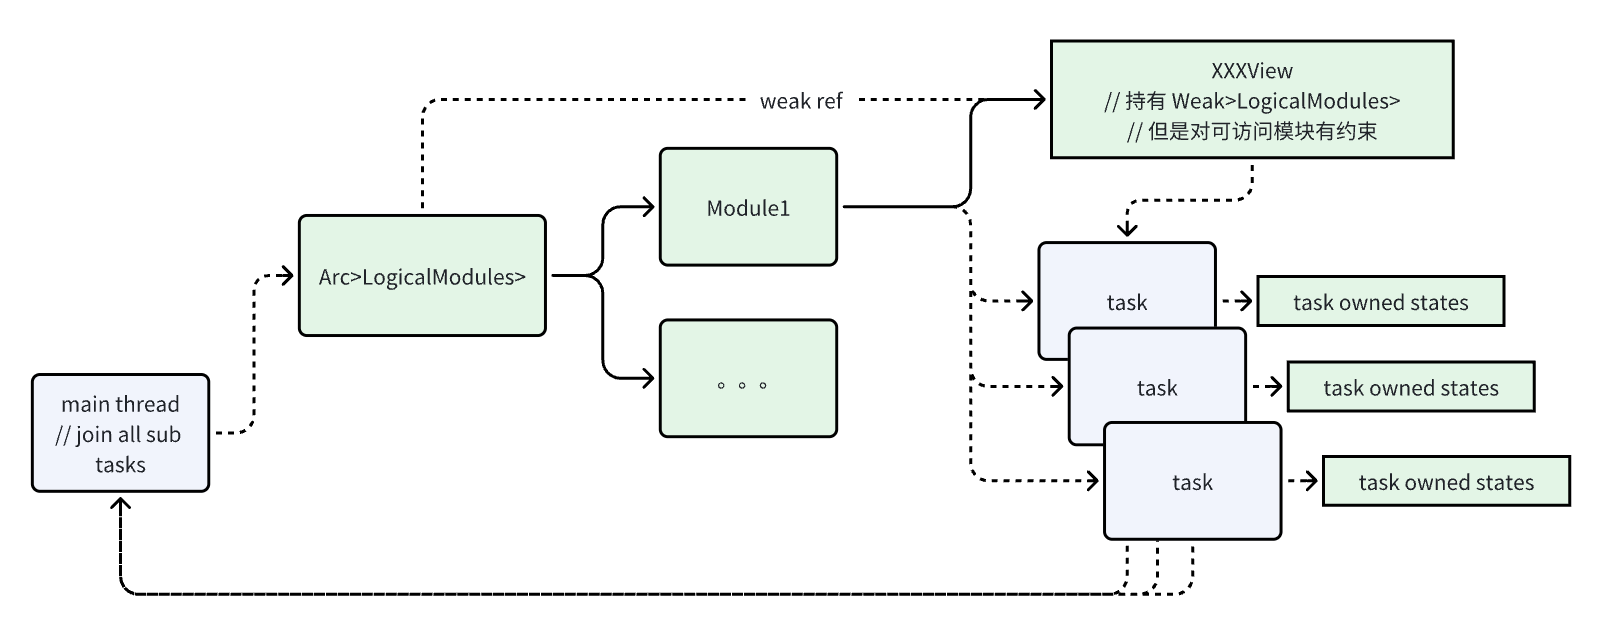 XXXView
// 持有 Weak>LogicalModules>
// 但是对可访问模块有约束
weak ref
Module1
Arc>LogicalModules>
task
task owned states
。。。
task
task owned states
main thread
// join all sub
tasks
task
task owned states